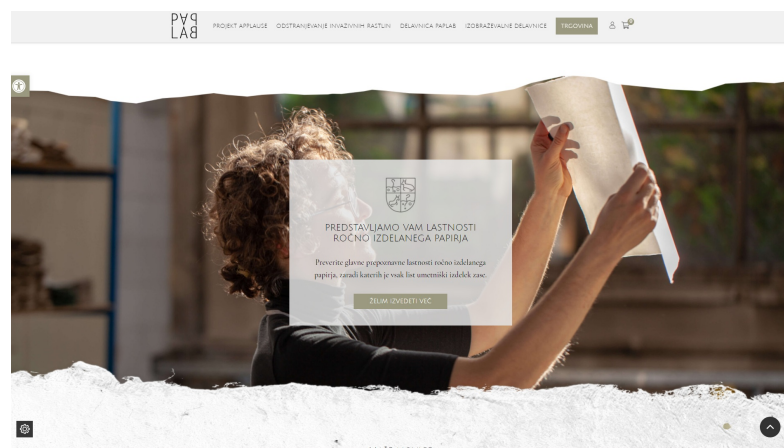 PAP
LAB
PROJEKT APPLAUSE ODSTRANJEVANJE INVAZIVNIH RASTLIN DELAVNICA PAPLAB IZOBRAŽEVALNE DELAVNICE TRGOVINA
PREDSTAVLJAMO VAM LASTNOSTI
ROČNO IZDELANEGA PAPIRJA
Preverite glavne prepoznavne lastnosti ročno izdelanega
papirja, zaradi katerih je vsak list umetniški izdelek zase.
ŽELIM IZVEDETI VEČ